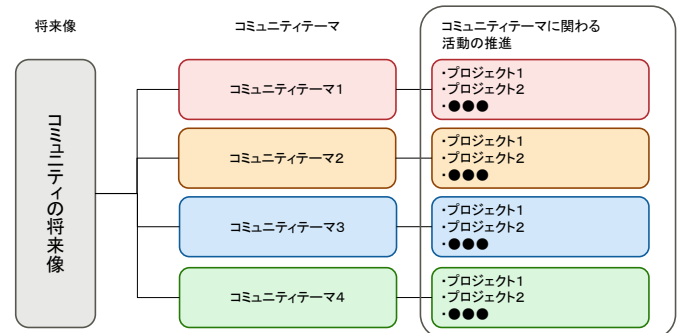 将来像
コミュニティテーマ
コミュニティテーマに関わる
活動の推進
コミュニティの将来像
コミュニティテーマ1
・プロジェクト1
・プロジェクト2
・●●●
コミュニティテーマ2
・プロジェクト1
・プロジェクト2
・●●●
コミュニティテーマ3
・プロジェクト1
・プロジェクト2
・●●●
コミュニティテーマ4
・プロジェクト1
・プロジェクト2
・●●●